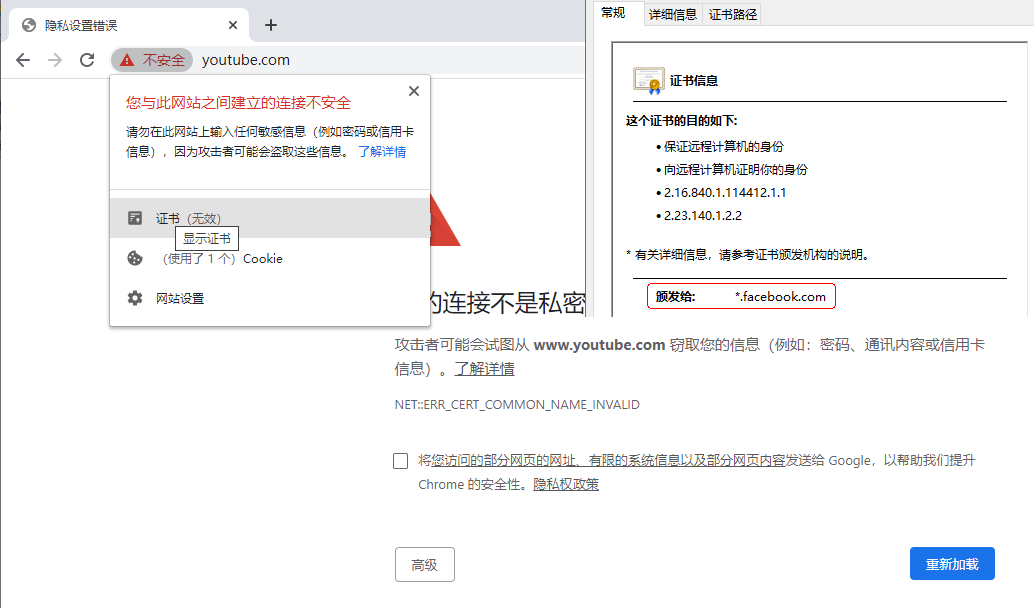 隐私设置错误
不安全 youtube.com
您与此网站之间建立的连接不安全
请勿在此网站上输入任何敏感信息（例如密码或信用卡
信息），因为攻击者可能会盗取这些信息。 了解详情
证书（无效）
显示证书
（使用了 1 个）Cookie
网站设置
常规 详细信息 证书路径
证书信息
这个证书的目的如下:
• 保证远程计算机的身份
• 向远程计算机证明你的身份
• 2.16.840.1.114412.1.1
• 2.23.140.1.2.2
* 有关详细信息，请参考证书颁发机构的说明。
颁发给: *.facebook.com
的连接不是私密
攻击者可能会试图从 www.youtube.com 窃取您的信息（例如：密码、通讯内容或信用卡
信息）。了解详情
NET::ERR_CERT_COMMON_NAME_INVALID
将您访问的部分网页的网址、有限的系统信息以及部分网页内容发送给 Google，以帮助我们提升
Chrome 的安全性。隐私权政策
高级
重新加载